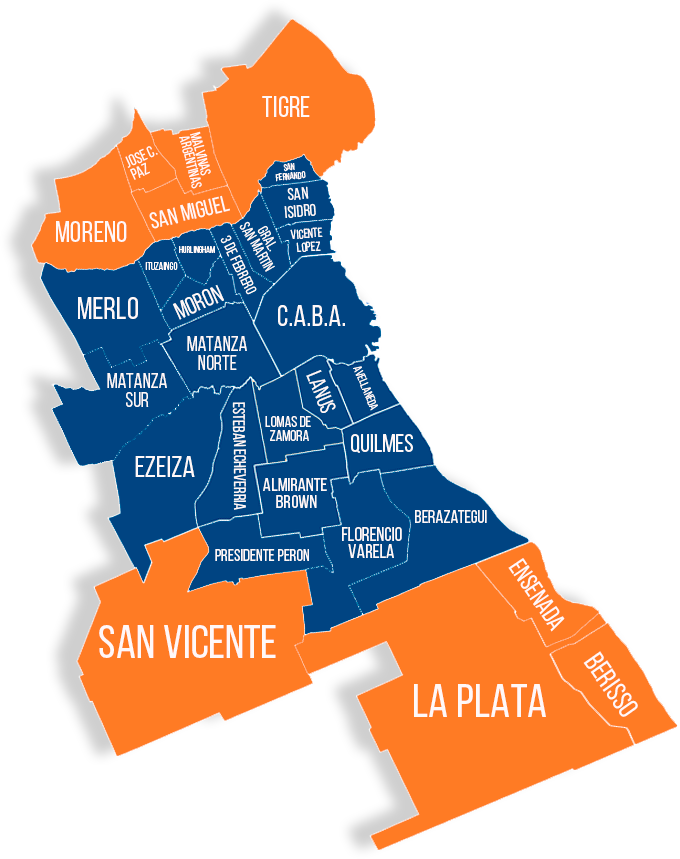 TIGRE
JOSE C.
PAZ
MALVINAS
ARGENTINAS
SAN
FERNANDO
SAN
ISIDRO
SAN MIGUEL
MORENO
VICENTE
LOPEZ
GRAL.
SAN MARTIN
3 DE FEBRERO
HURLINGHAM
ITUZAINGO
MERLO
MORON
C.A.B.A.
MATANZA
NORTE
MATANZA
SUR
LANUS
AVELLANEDA
ESTEBAN ECHEVERRIA
LOMAS DE
ZAMORA
QUILMES
EZEIZA
ALMIRANTE
BROWN
BERAZATEGUI
FLORENCIO
VARELA
PRESIDENTE PERON
ENSENADA
SAN VICENTE
BERISSO
LA PLATA